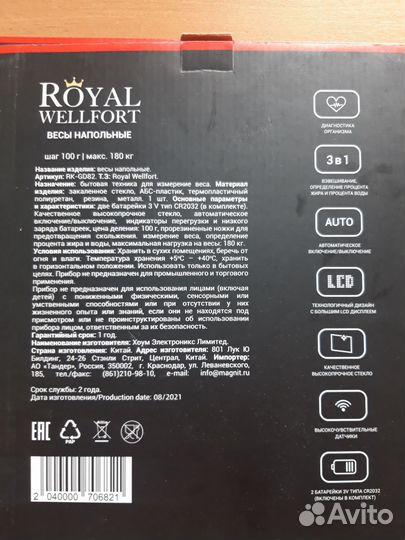 ROYAL
WELLFORT
ВЕСЫ НАПОЛЬНЫЕ
шаг 100 г | макс. 180 кг
Название изделия: весы напольные.
Артикул: RK-GD82. Т.З: Royal Wellfort.
Назначение: бытовая техника для измерение веса. Материал
изделия: закаленное стекло, АБС-пластик, термопластичный
полиуретан, резина, металл. 1 шт. Основные параметры
и характеристики: две батарейки 3 V тип CR2032 (в комплекте).
Качественное высокопрочное стекло, автоматическое
включение/выключение, индикаторы перегрузки и низкого
заряда батареи, цена деления: 100 г, прорезиненные ножки для
предотвращения скольжения. измерение веса, определение
процента жира и воды, максимальная нагрузка на весы: 180 кг.
Условия использования: Хранить в сухих помещениях, беречь
от огня и влаги. Температура хранения +5°C – +40°C, хранить
в горизонтальном положении. Использовать только в бытовых
целях. Прибор не предназначен для промышленного и торгового
применения.
Прибор не предназначен для использования лицами (включая
детей) с пониженными физическими, сенсорными или
умственными способностями или при отсутствии у них
жизненного опыта или знаний, если они не находятся под
контролем или не проинструктированы об использовании
прибора лицом, ответственным за их безопасность.
Гарантийный срок: 1 год.
Наименование изготовителя: Хоум Электроникс Лимитед.
Страна изготовления: Китай. Адрес изготовителя: 801 Лук Ю
Билдинг, 24-26 Стэнли Стрит, Централ, Китай. Импортер:
АО «Тандер», Россия, 350002, г. Краснодар, ул. Леваневского,
185, тел./факс: (861)210-98-10, e-mail: info@magnit.ru
Срок службы: 2 года.
Дата изготовления/Production date: 08/2021
EAC
PAP
2 040000 706821
ДИАГНОСТИКА
ОРГАНИЗМА
3 в 1
ВЗВЕШИВАНИЕ,
ОПРЕДЕЛЕНИЕ ПРОЦЕНТА
ЖИРА И ПРОЦЕНТА ВОДЫ
AUTO
АВТОМАТИЧЕСКОЕ
ВКЛЮЧЕНИЕ/ВЫКЛЮЧЕНИЕ
LCD
ТЕХНОЛОГИЧНЫЙ ДИЗАЙН
С БОЛЬШИМ LCD ДИСПЛЕЕМ
КАЧЕСТВЕННОЕ
ВЫСОКОПРОЧНОЕ СТЕКЛО
ВЫСОКОЧУВСТВИТЕЛЬНЫЕ
ДАТЧИКИ
2 БАТАРЕЙКИ 3V ТИПА CR2032
(ВКЛЮЧЕНЫ В КОМПЛЕКТ)
Avito